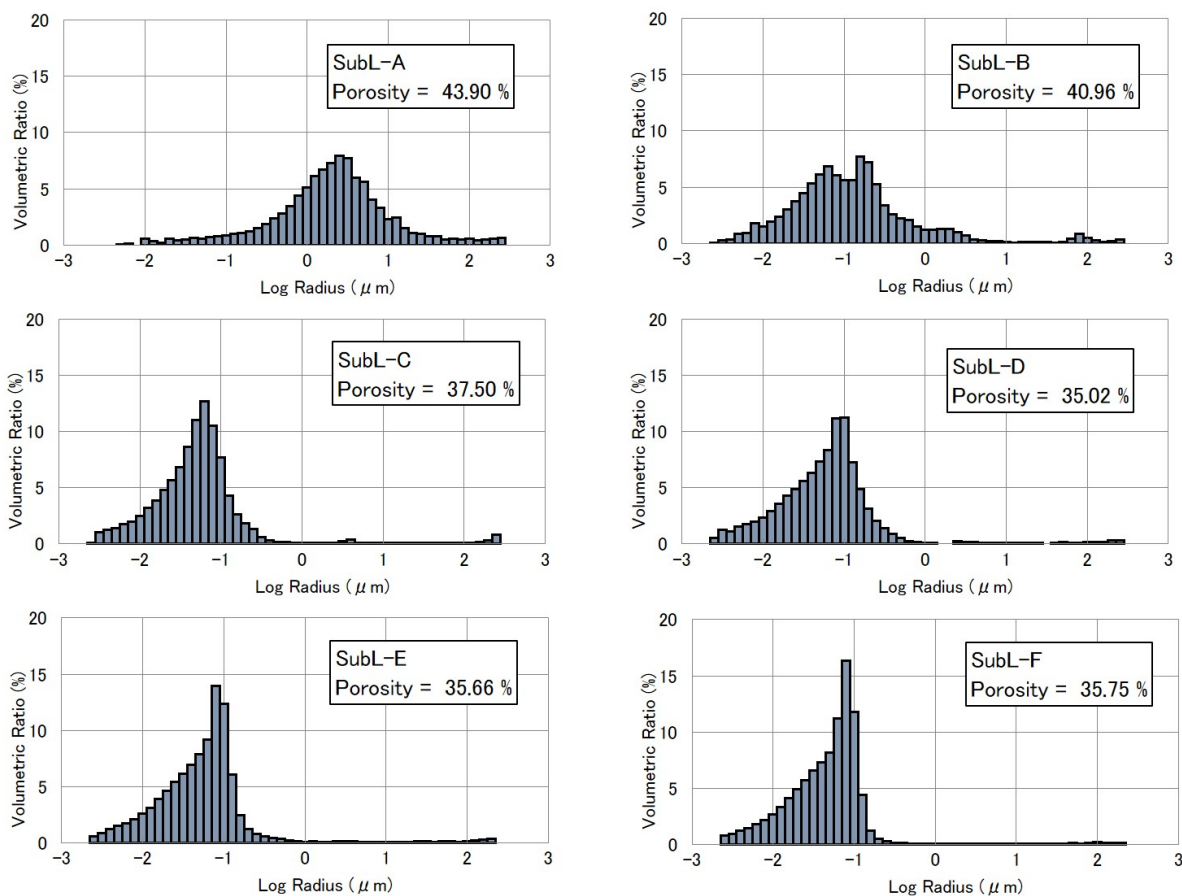 20
15
10
5
0
Volumetric Ratio (%)
SubL-A
Porosity = 43.90 %
-3 -2 -1 0 1 2 3
Log Radius (μm)
20
15
10
5
0
Volumetric Ratio (%)
SubL-B
Porosity = 40.96 %
-3 -2 -1 0 1 2 3
Log Radius (μm)
20
15
10
5
0
Volumetric Ratio (%)
SubL-C
Porosity = 37.50 %
-3 -2 -1 0 1 2 3
Log Radius (μm)
20
15
10
5
0
Volumetric Ratio (%)
SubL-D
Porosity = 35.02 %
-3 -2 -1 0 1 2 3
Log Radius (μm)
20
15
10
5
0
Volumetric Ratio (%)
SubL-E
Porosity = 35.66 %
-3 -2 -1 0 1 2 3
Log Radius (μm)
20
15
10
5
0
Volumetric Ratio (%)
SubL-F
Porosity = 35.75 %
-3 -2 -1 0 1 2 3
Log Radius (μm)